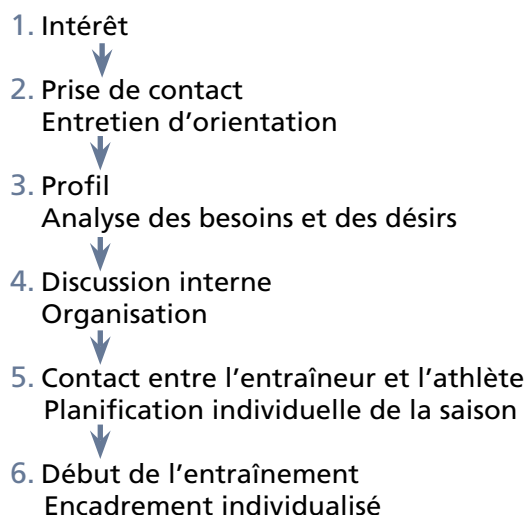 1. Intérêt
2. Prise de contact
Entretien d’orientation
3. Profil
Analyse des besoins et des désirs
4. Discussion interne
Organisation
5. Contact entre l’entraîneur et l’athlète
Planification individuelle de la saison
6. Début de l’entraînement
Encadrement individualisé